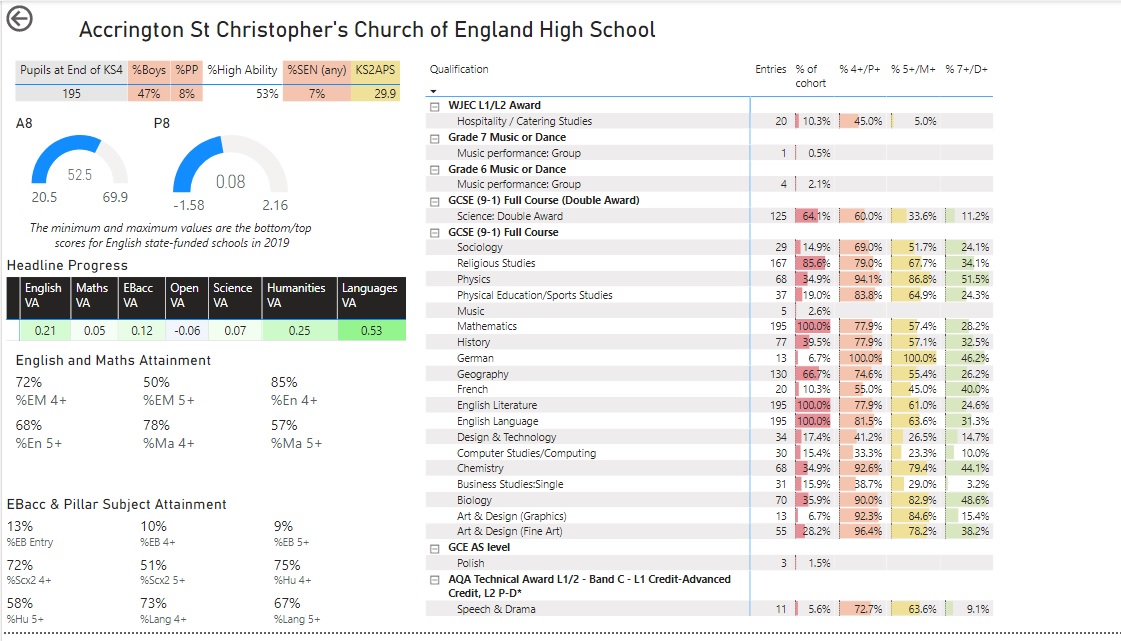 Accrington St Christopher's Church of England High School
Pupils at End of KS4 %Boys %PP %High Ability %SEN (any) KS2APS
195 47% 8% 53% 7% 29.9
A8 P8
52.5 0.08
20.5 69.9 -1.58 2.16
The minimum and maximum values are the bottom/top
scores for English state-funded schools in 2019
Headline Progress
English VA Maths VA EBacc VA Open VA Science VA Humanities VA Languages VA
0.21 0.05 0.12 -0.06 0.07 0.25 0.53
English and Maths Attainment
72% 50% 85%
%EM 4+ %EM 5+ %En 4+
68% 78% 57%
%En 5+ %Ma 4+ %Ma 5+
EBacc & Pillar Subject Attainment
13% 10% 9%
%EB Entry %EB 4+ %EB 5+
72% 51% 75%
%Scx2 4+ %Scx2 5+ %Hu 4+
58% 73% 67%
%Hu 5+ %Lang 4+ %Lang 5+
Qualification Entries % of cohort % 4+/P+ % 5+/M+ % 7+/D+
WJEC L1/L2 Award
Hospitality / Catering Studies 20 10.3% 45.0% 5.0%
Grade 7 Music or Dance
Music performance: Group 1 0.5%
Grade 6 Music or Dance
Music performance: Group 4 2.1%
GCSE (9-1) Full Course (Double Award)
Science: Double Award 125 64.1% 60.0% 33.6% 11.2%
GCSE (9-1) Full Course
Sociology 29 14.9% 69.0% 51.7% 24.1%
Religious Studies 167 85.6% 79.0% 67.7% 34.1%
Physics 68 34.9% 94.1% 86.8% 51.5%
Physical Education/Sports Studies 37 19.0% 83.8% 64.9% 24.3%
Music 5 2.6%
Mathematics 195 100.0% 77.9% 57.4% 28.2%
History 77 39.5% 77.9% 57.1% 32.5%
German 13 6.7% 100.0% 100.0% 46.2%
Geography 130 66.7% 74.6% 55.4% 26.2%
French 20 10.3% 55.0% 45.0% 40.0%
English Literature 195 100.0% 77.9% 61.0% 24.6%
English Language 195 100.0% 81.5% 63.6% 31.3%
Design & Technology 34 17.4% 41.2% 26.5% 14.7%
Computer Studies/Computing 30 15.4% 33.3% 23.3% 10.0%
Chemistry 68 34.9% 92.6% 79.4% 44.1%
Business Studies:Single 31 15.9% 38.7% 29.0% 3.2%
Biology 70 35.9% 90.0% 82.9% 48.6%
Art & Design (Graphics) 13 6.7% 92.3% 84.6% 15.4%
Art & Design (Fine Art) 55 28.2% 96.4% 78.2% 38.2%
GCE AS level
Polish 3 1.5%
AQA Technical Award L1/2 - Band C - L1 Credit-Advanced
Credit, L2 P-D*
Speech & Drama 11 5.6% 72.7% 63.6% 9.1%